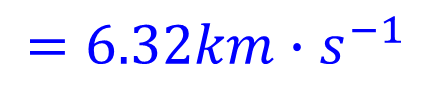 = 6.32km · s⁻¹